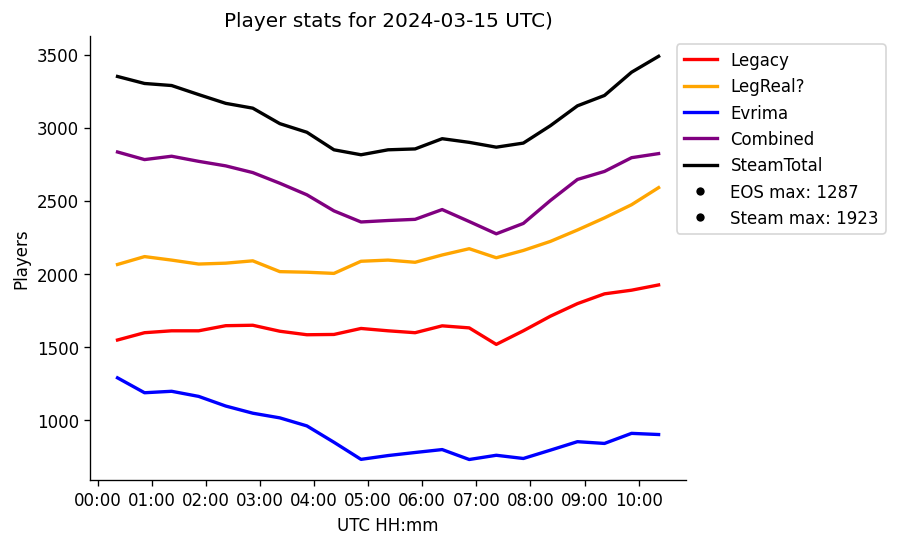 Player stats for 2024-03-15 UTC)
3500
3000
2500
2000
1500
1000
Players
00:00 01:00 02:00 03:00 04:00 05:00 06:00 07:00 08:00 09:00 10:00
UTC HH:mm
Legacy
LegReal?
Evrima
Combined
SteamTotal
EOS max: 1287
Steam max: 1923